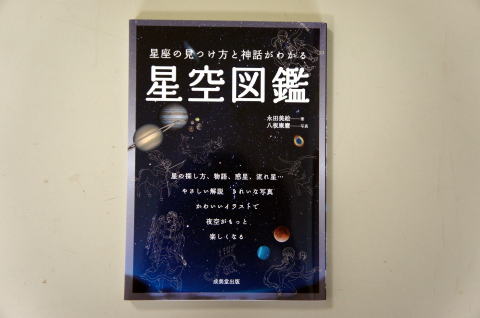 星座の見つけ方と神話がわかる
星空図鑑
永田美絵──著
八板康麿──写真
星の探し方、物語、惑星、流れ星…
やさしい解説　きれいな写真
かわいいイラストで
夜空がもっと
楽しくなる
成美堂出版